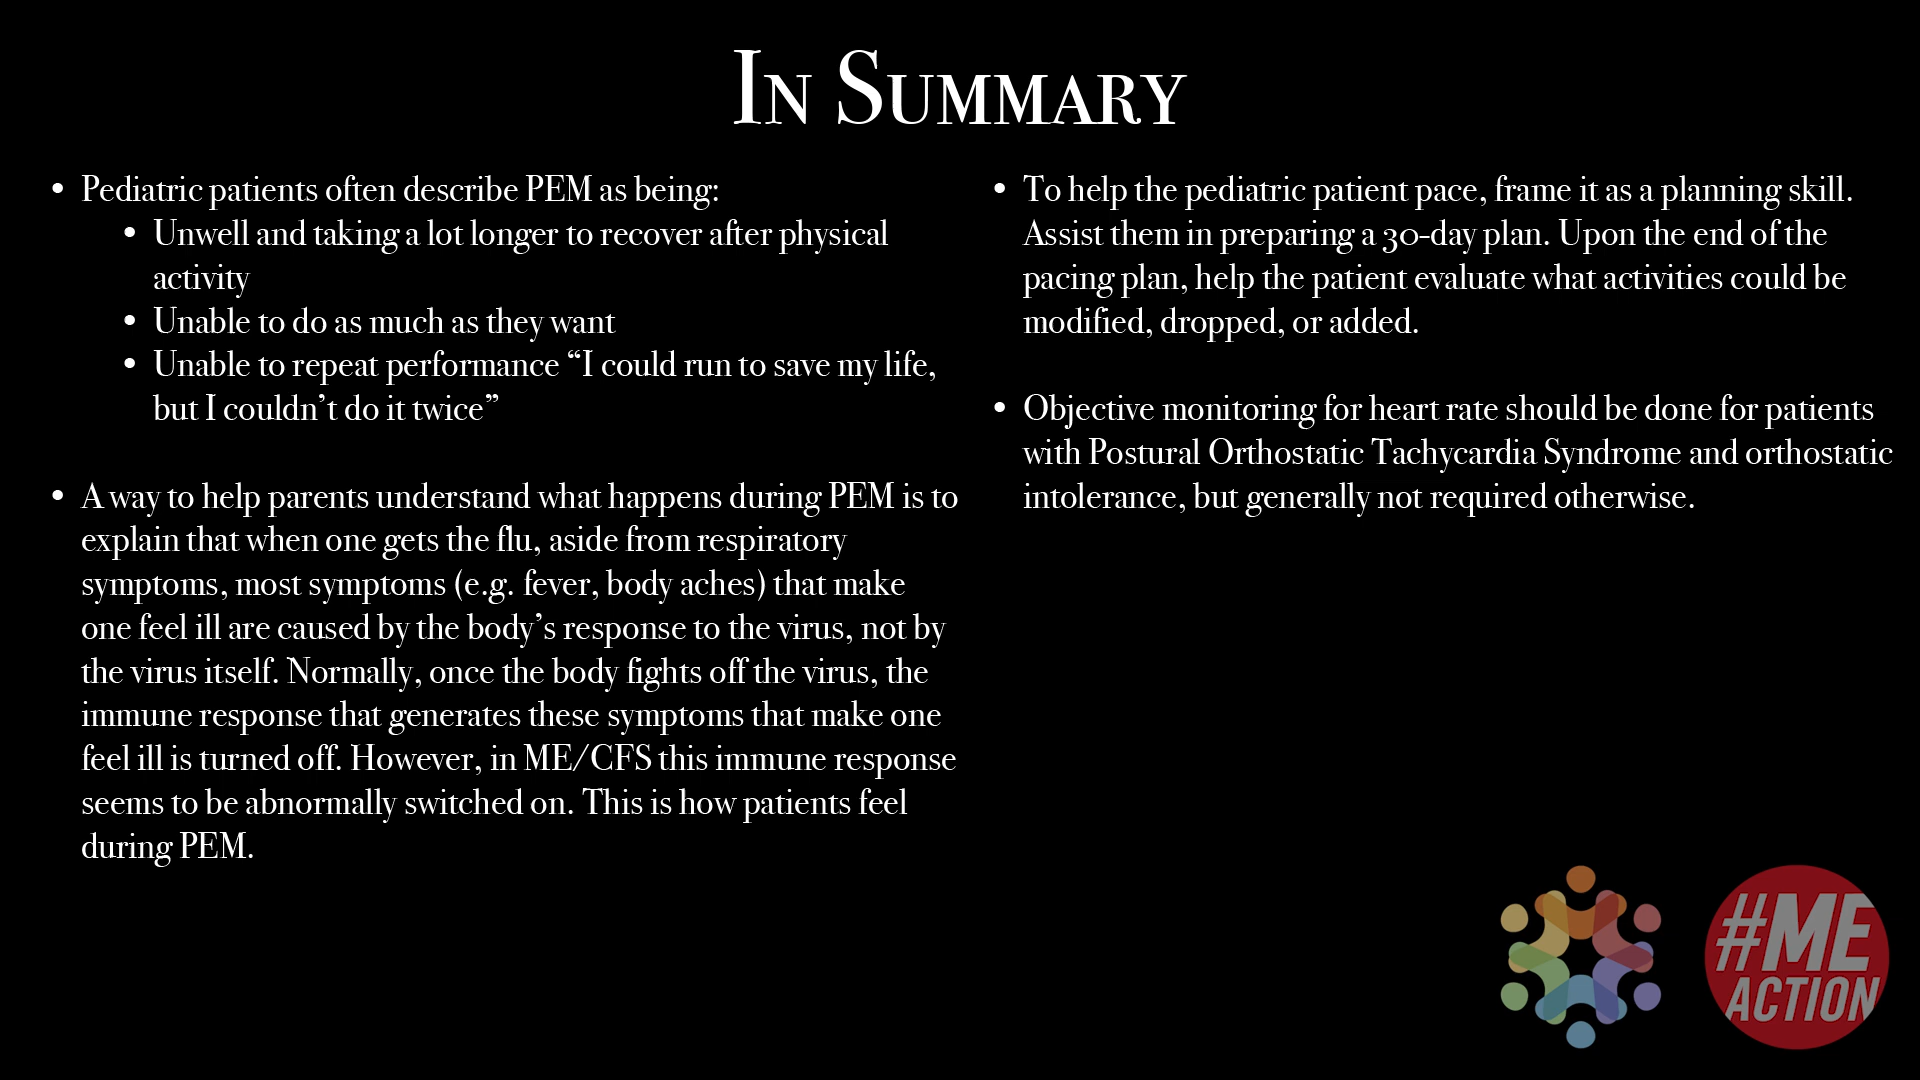 In Summary
• Pediatric patients often describe PEM as being:
• Unwell and taking a lot longer to recover after physical
activity
• Unable to do as much as they want
• Unable to repeat performance “I could run to save my life,
but I couldn’t do it twice”
• A way to help parents understand what happens during PEM is to
explain that when one gets the flu, aside from respiratory
symptoms, most symptoms (e.g. fever, body aches) that make
one feel ill are caused by the body’s response to the virus, not by
the virus itself. Normally, once the body fights off the virus, the
immune response that generates these symptoms that make one
feel ill is turned off. However, in ME/CFS this immune response
seems to be abnormally switched on. This is how patients feel
during PEM.
• To help the pediatric patient pace, frame it as a planning skill.
Assist them in preparing a 30-day plan. Upon the end of the
pacing plan, help the patient evaluate what activities could be
modified, dropped, or added.
• Objective monitoring for heart rate should be done for patients
with Postural Orthostatic Tachycardia Syndrome and orthostatic
intolerance, but generally not required otherwise.
#ME
ACTION